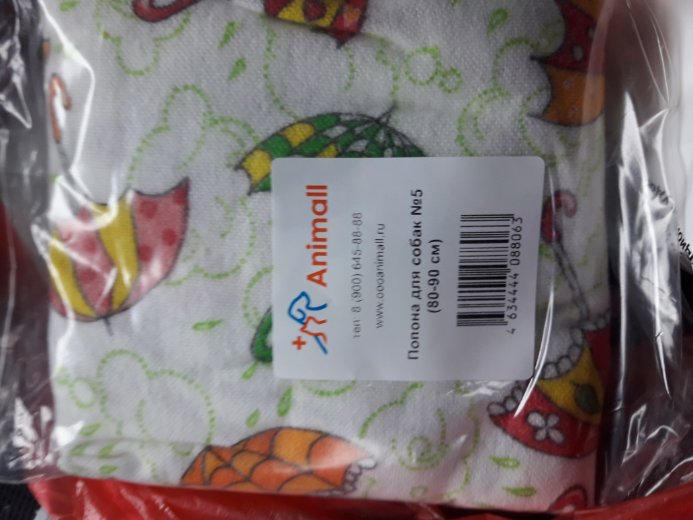 Animall
тел. 8 (900) 645-88-88
www.oooanimall.ru
Попона для собак №5
(80-90 см)
4 634444 088063